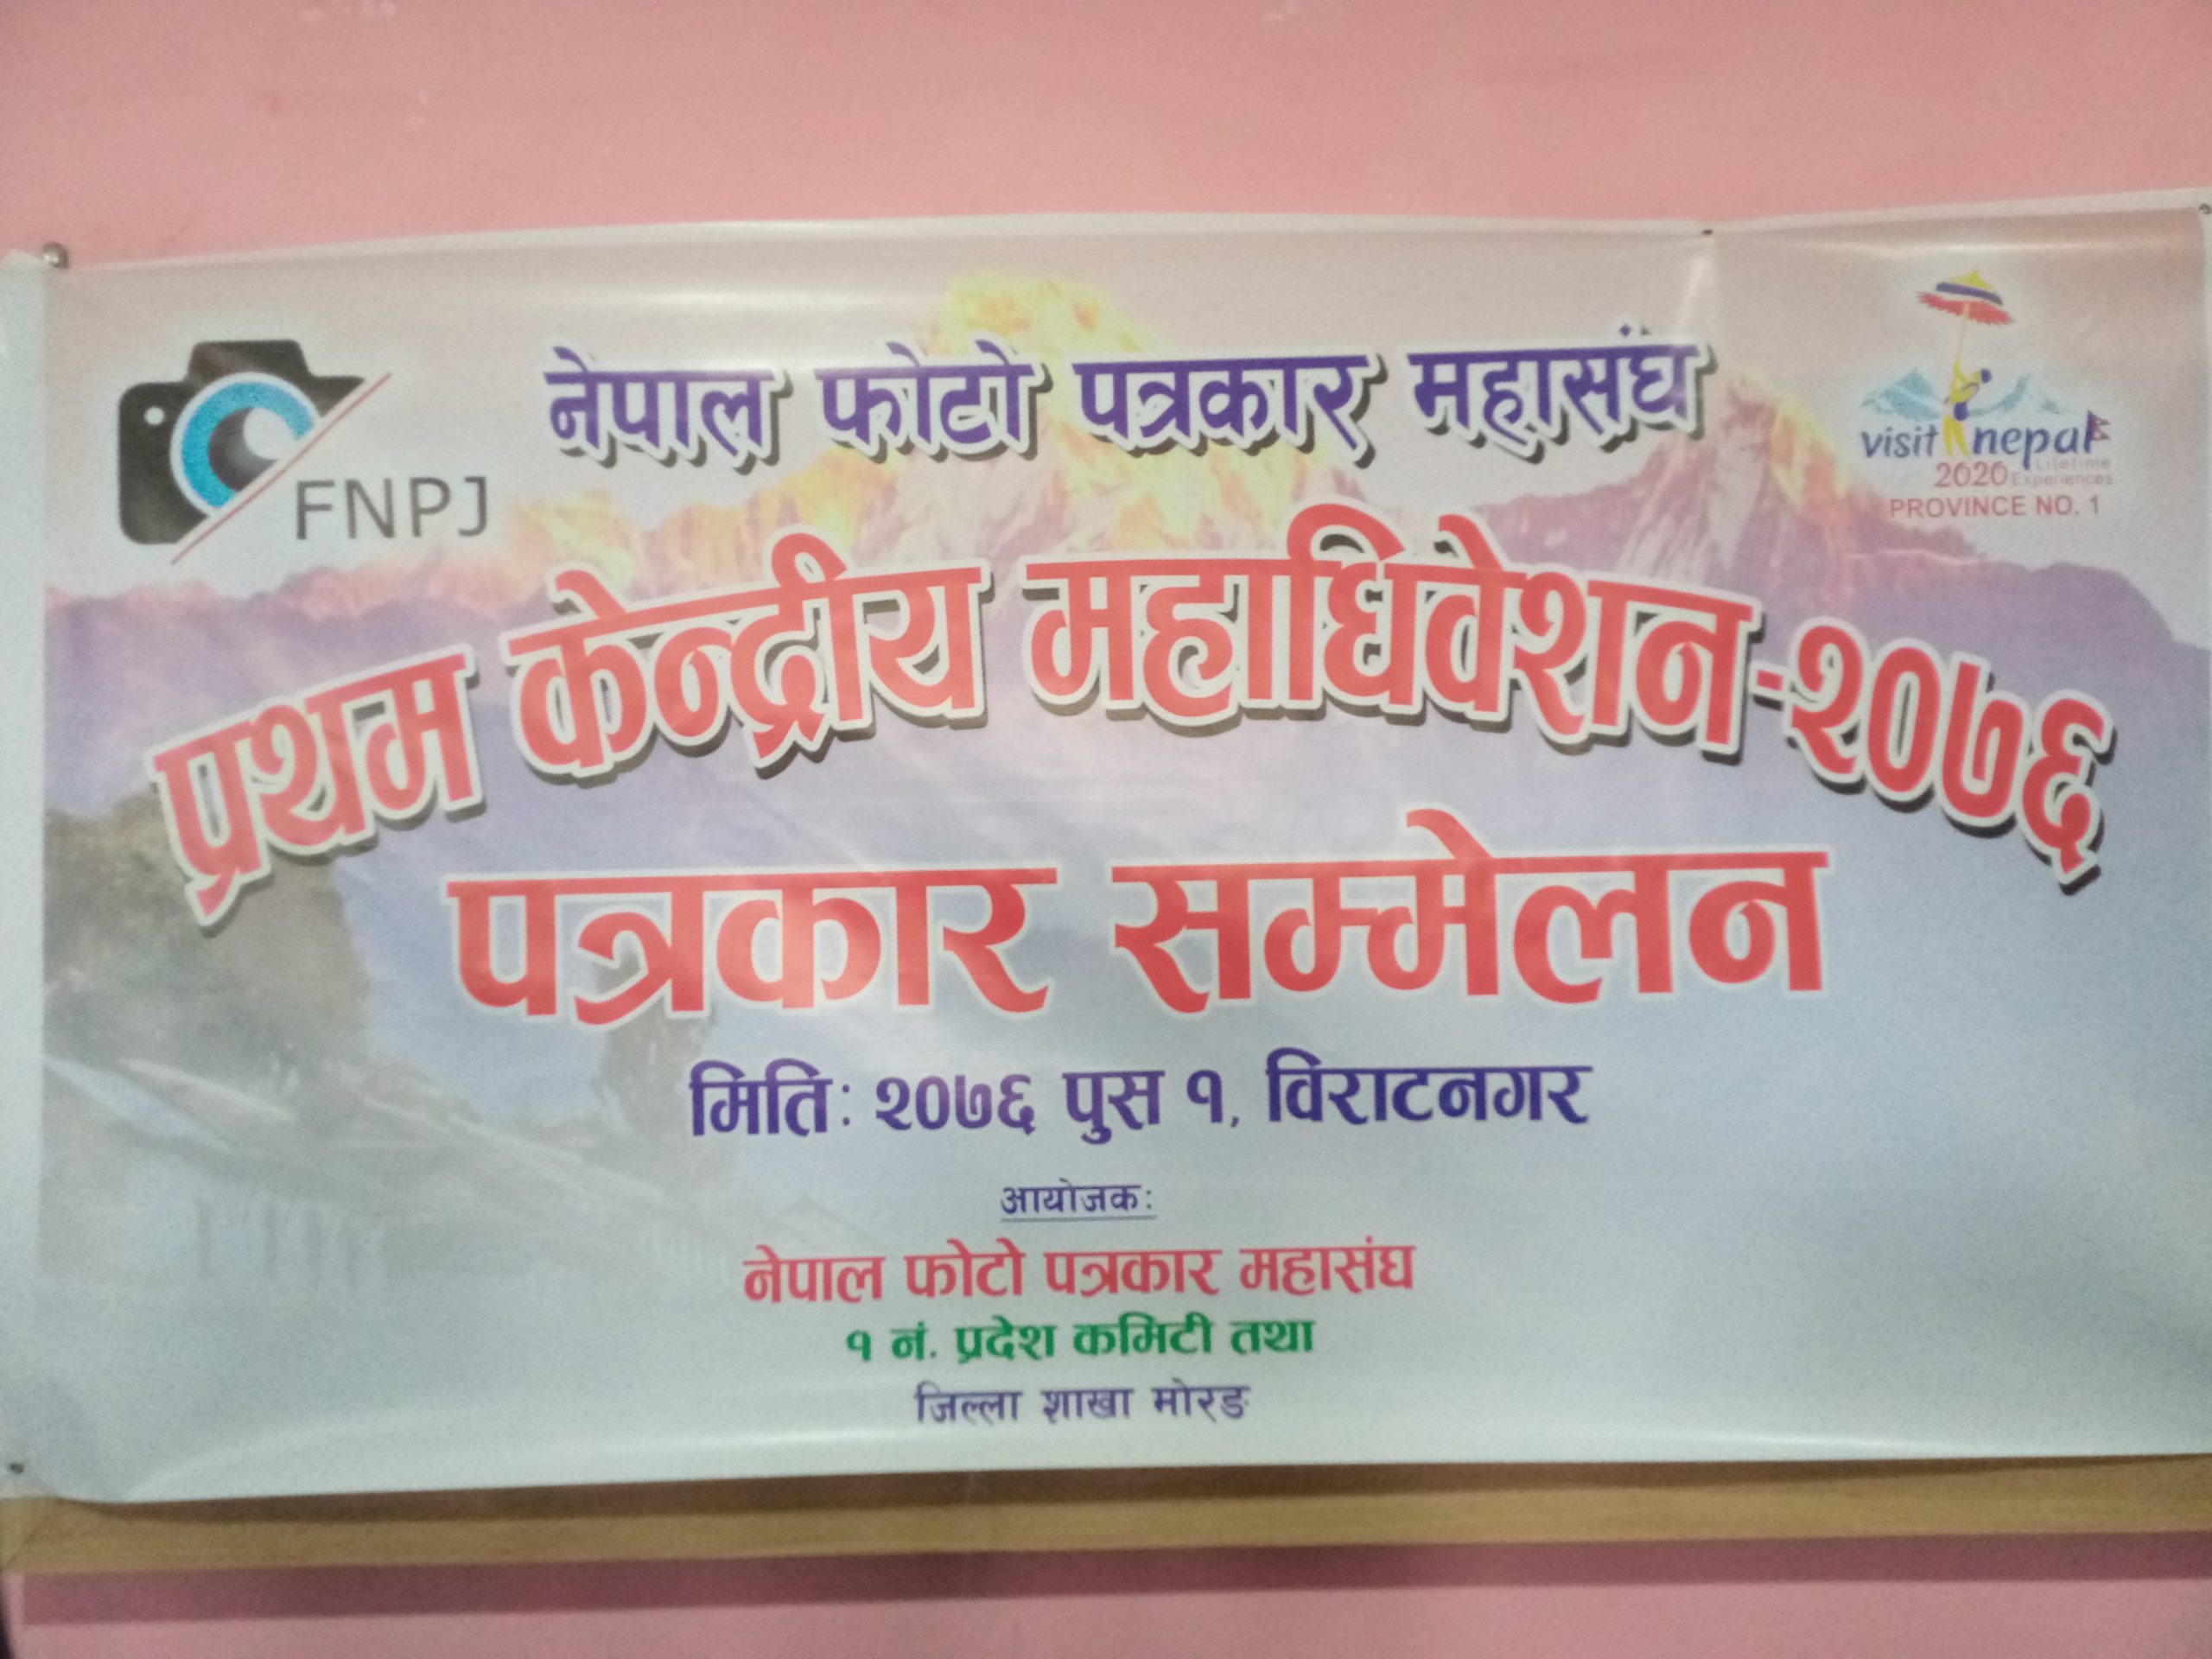 नेपाल फोटो पत्रकार महासंघ
FNPJ
visit nepal
2020 Lifetime Experiences
PROVINCE NO. 1
प्रथम केन्द्रीय महाधिवेशन-२०७६
पत्रकार सम्मेलन
मिति: २०७६ पुस १, विराटनगर
आयोजक:
नेपाल फोटो पत्रकार महासंघ
१ नं. प्रदेश कमिटी तथा
जिल्ला शाखा मोरङ